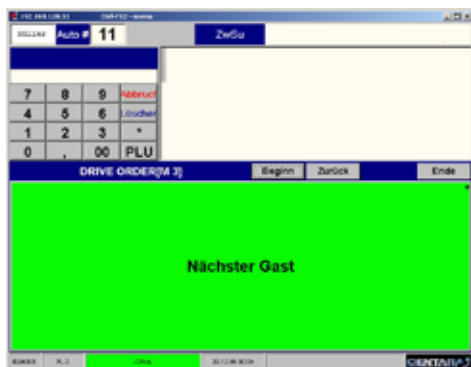 Auto # 11 ZwSu
7 8 9 Abbruch
4 5 6 Löschen
1 2 3 *
0 . 00 PLU
DRIVE ORDER[M 3] Beginn Zurück Ende
Nächster Gast
CENTARA